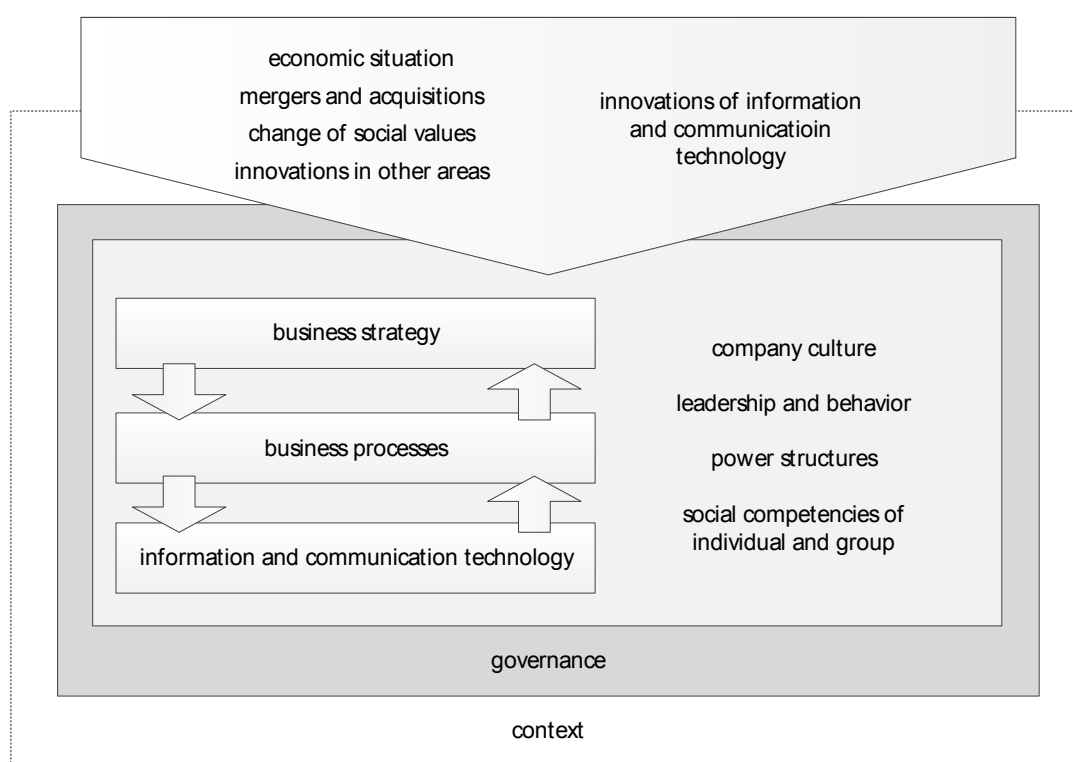 economic situation
mergers and acquisitions
change of social values
innovations in other areas
innovations of information
and communicatioin
technology
business strategy
business processes
information and communication technology
company culture
leadership and behavior
power structures
social competencies of
individual and group
governance
context